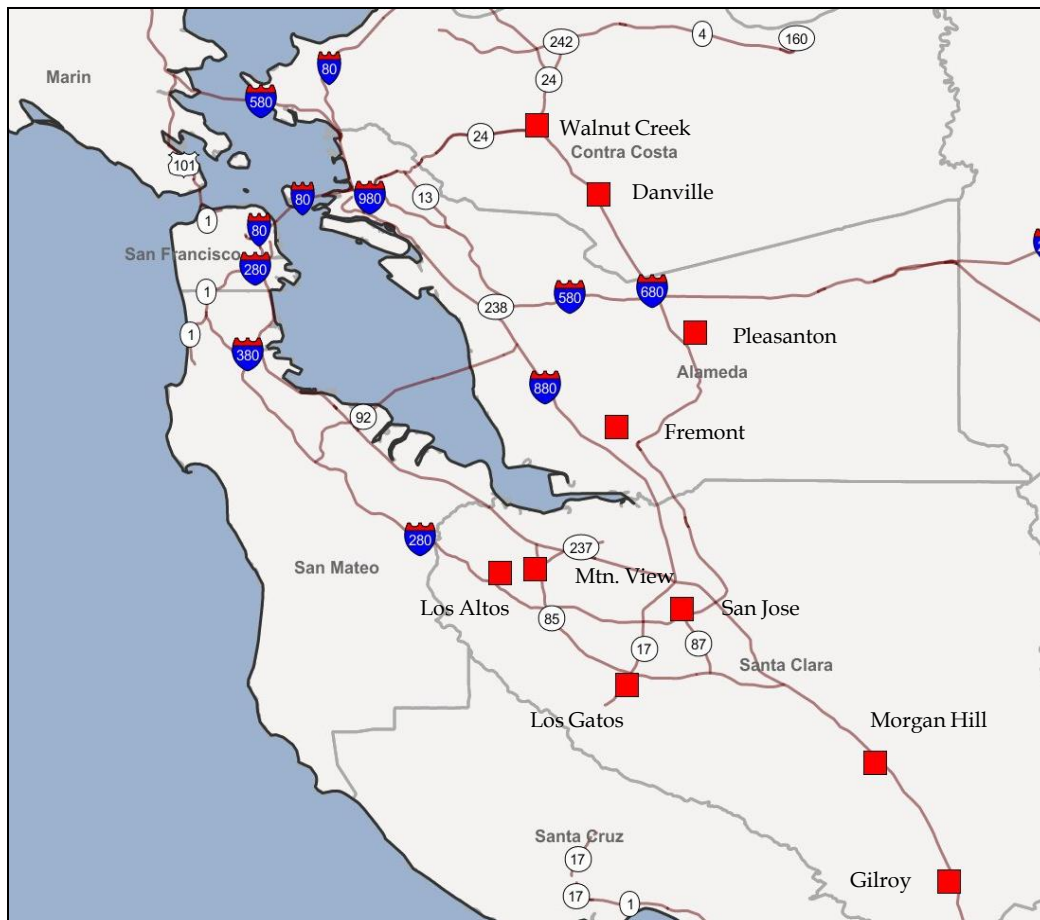 242
4
160
80
Marin
24
580
Walnut Creek
24
Contra Costa
101
Danville
13
80
980
1
80
San Francisco
280
680
1
580
238
1
Pleasanton
380
Alameda
880
92
Fremont
280
237
San Mateo
Mtn. View
Los Altos
San Jose
85
17
87
Santa Clara
Los Gatos
Morgan Hill
Santa Cruz
17
Gilroy
17
1